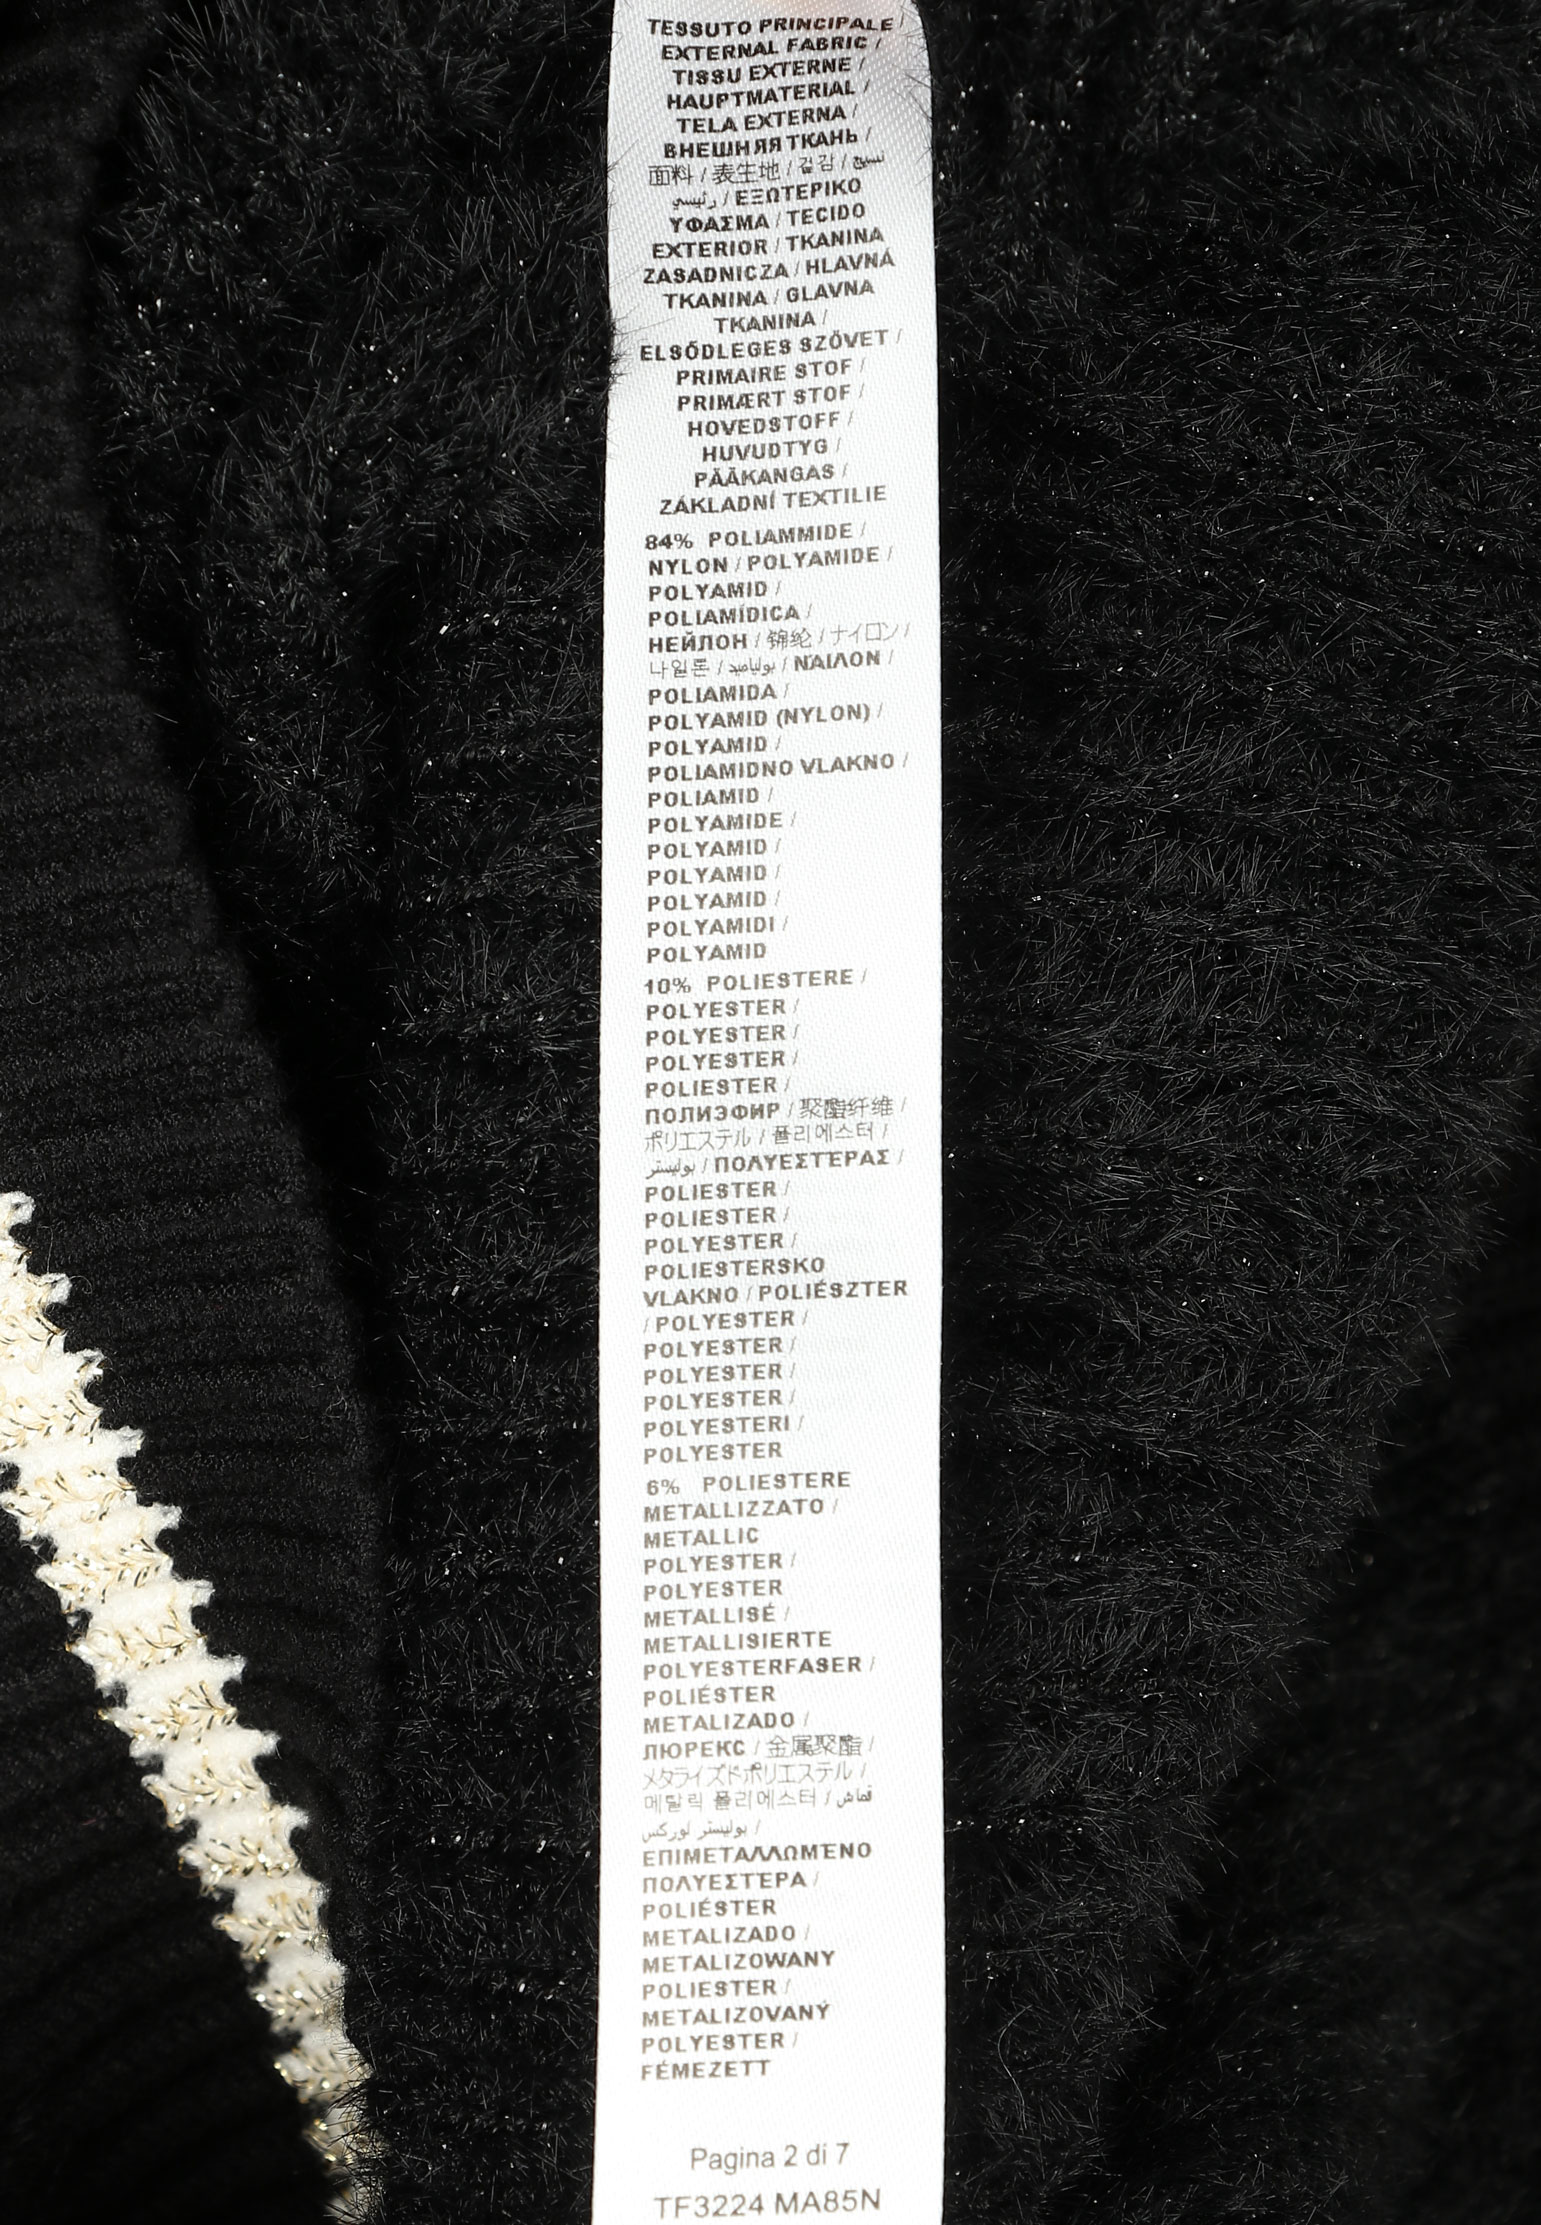 TESSUTO PRINCIPALE /
EXTERNAL FABRIC /
TISSU EXTERNE /
HAUPTMATERIAL /
TELA EXTERNA /
ВНЕШНЯЯ ТКАНЬ /
面料 / 表生地 / 겉감 / نسيج
رئيسي / ΕΞΩΤΕΡΙΚΟ
ΥΦΑΣΜΑ / TECIDO
EXTERIOR / TKANINA
ZASADNICZA / HLAVNÁ
TKANINA / GLAVNA
TKANINA /
ELSŐDLEGES SZÖVET /
PRIMAIRE STOF /
PRIMÆRT STOF /
HOVEDSTOFF /
HUVUDTYG /
PÄÄKANGAS /
ZÁKLADNÍ TEXTILIE
84% POLIAMMIDE /
NYLON / POLYAMIDE /
POLYAMID /
POLIAMÍDICA /
НЕЙЛОН / 锦纶 / ナイロン /
나일론 / بولياميد / ΝΑΪΛΟΝ /
POLIAMIDA /
POLYAMID (NYLON) /
POLYAMID /
POLIAMIDNO VLAKNO /
POLIAMID /
POLYAMIDE /
POLYAMID /
POLYAMID /
POLYAMID /
POLYAMIDI /
POLYAMID
10% POLIESTERE /
POLYESTER /
POLYESTER /
POLYESTER /
POLIESTER /
ПОЛИЭФИР / 聚酯纤维 /
ポリエステル / 폴리에스터 /
بوليستر / ΠΟΛΥΕΣΤΈΡΑΣ /
POLIESTER /
POLIESTER /
POLYESTER /
POLIESTERSKO
VLAKNO / POLIÉSZTER
/ POLYESTER /
POLYESTER /
POLYESTER /
POLYESTER /
POLYESTERI /
POLYESTER
6% POLIESTERE
METALLIZZATO /
METALLIC
POLYESTER /
POLYESTER
METALLISÉ /
METALLISIERTE
POLYESTERFASER /
POLIÉSTER
METALIZADO /
ЛЮРЕКС / 金属聚酯 /
メタライズドポリエステル /
메탈릭 폴리에스터 / قماش
بوليستر لوركس /
ΕΠΙΜΕΤΑΛΛΩΜΈΝΟ
ΠΟΛΥΕΣΤΈΡΑ /
POLIÉSTER
METALIZADO /
METALIZOWANY
POLIESTER /
METALIZOVANÝ
POLYESTER /
FÉMEZETT
Pagina 2 di 7
TF3224 MA85N